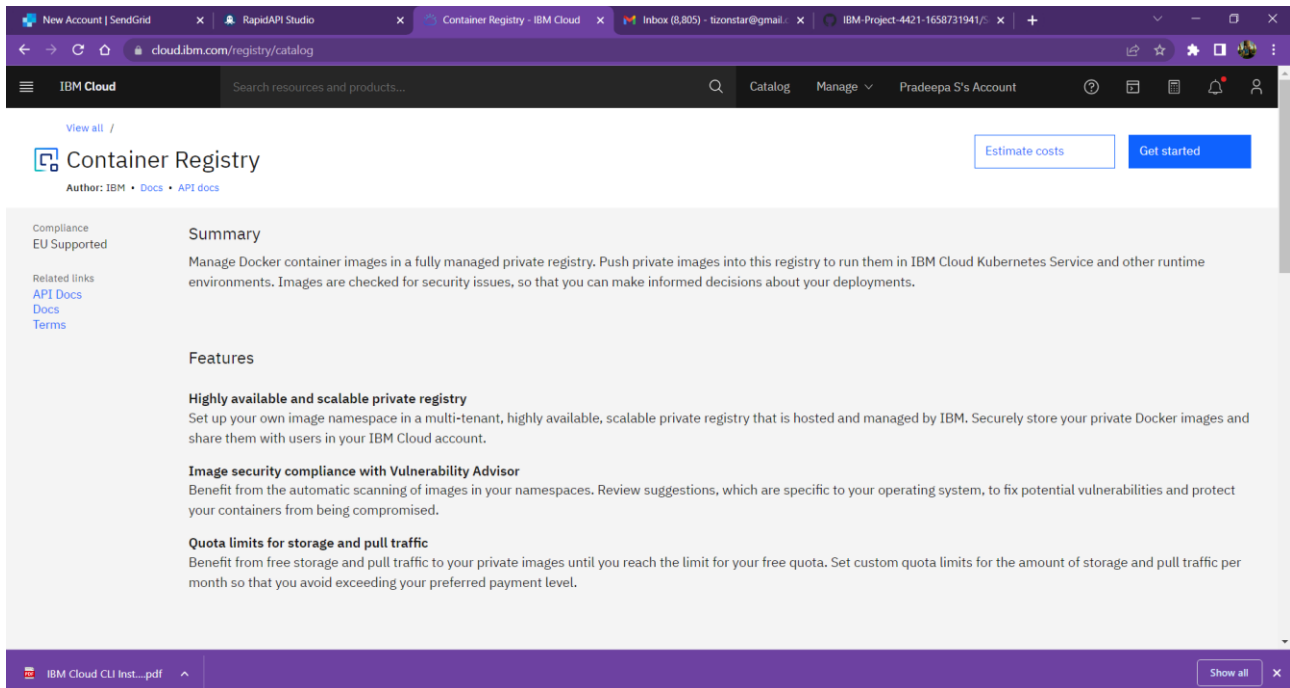 New Account | SendGrid
RapidAPI Studio
Container Registry - IBM Cloud
Inbox (8,805) - tizonstar@gmail.c
IBM-Project-4421-1658731941/S
cloud.ibm.com/registry/catalog
IBM Cloud
Search resources and products...
Catalog
Manage
Pradeepa S's Account
View all /
Container Registry
Estimate costs
Get started
Author: IBM • Docs • API docs
Compliance
EU Supported
Related links
API Docs
Docs
Terms
Summary
Manage Docker container images in a fully managed private registry. Push private images into this registry to run them in IBM Cloud Kubernetes Service and other runtime
environments. Images are checked for security issues, so that you can make informed decisions about your deployments.
Features
Highly available and scalable private registry
Set up your own image namespace in a multi-tenant, highly available, scalable private registry that is hosted and managed by IBM. Securely store your private Docker images and
share them with users in your IBM Cloud account.
Image security compliance with Vulnerability Advisor
Benefit from the automatic scanning of images in your namespaces. Review suggestions, which are specific to your operating system, to fix potential vulnerabilities and protect
your containers from being compromised.
Quota limits for storage and pull traffic
Benefit from free storage and pull traffic to your private images until you reach the limit for your free quota. Set custom quota limits for the amount of storage and pull traffic per
month so that you avoid exceeding your preferred payment level.
IBM Cloud CLI Inst....pdf
Show all